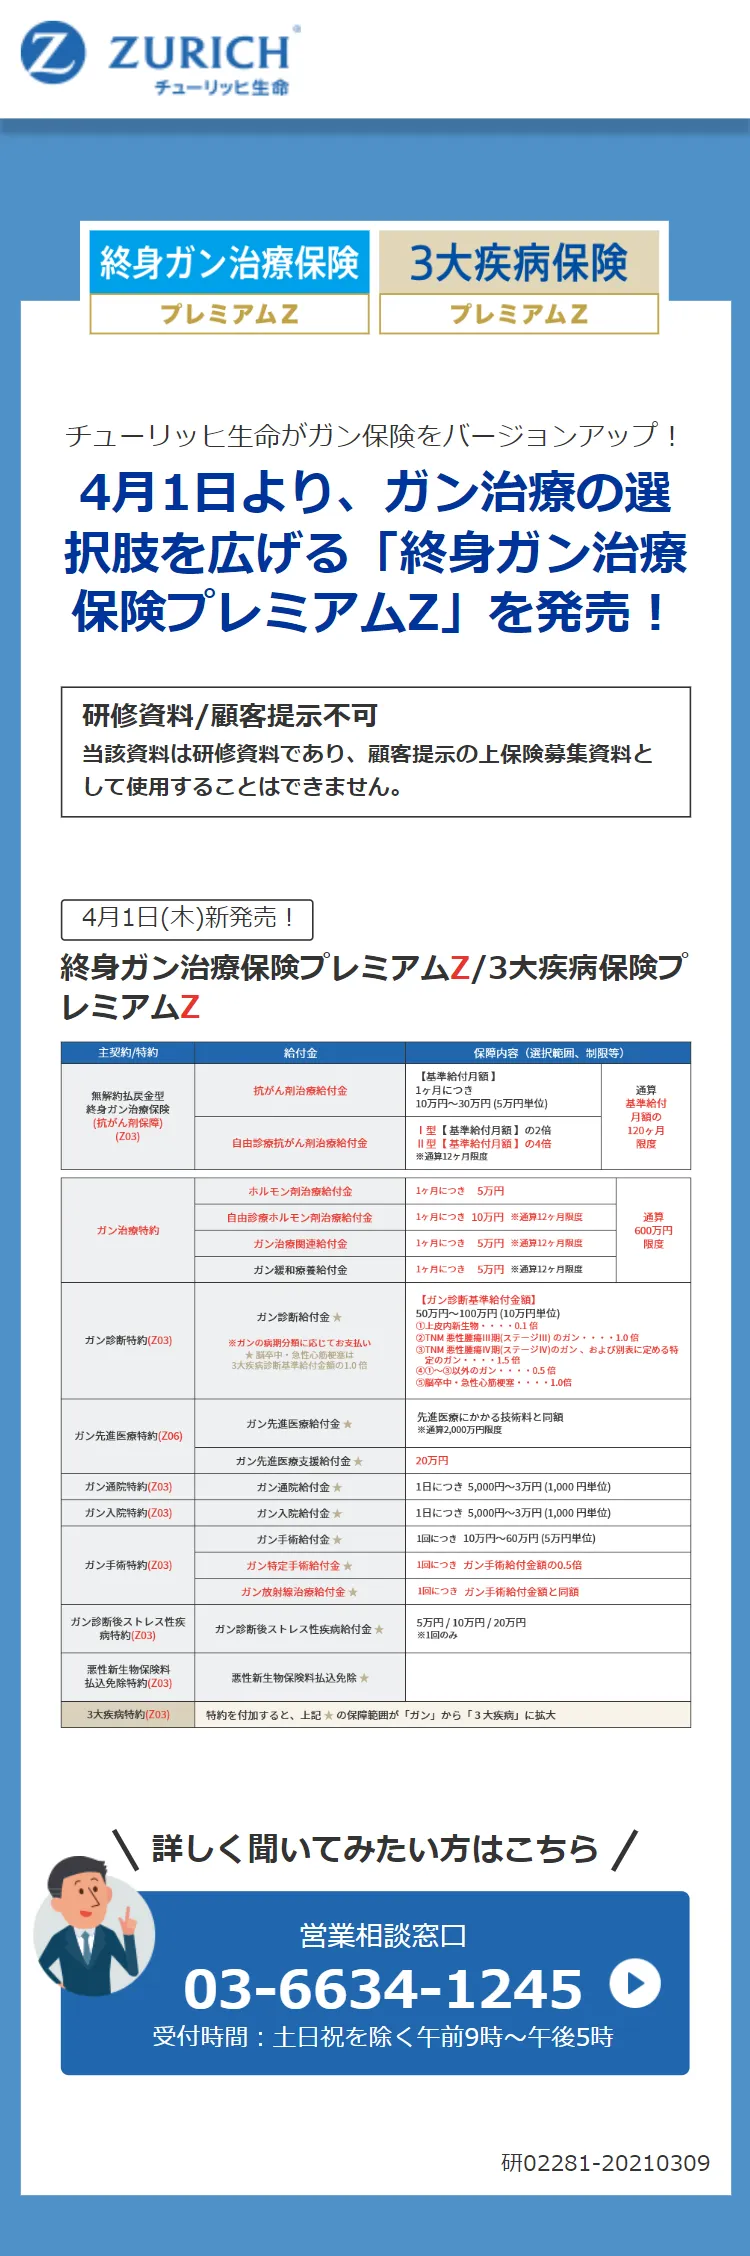 ZURICH
チューリッヒ生命
終身ガン治療保険
プレミアムZ
3大疾病保険
プレミアムZ
チューリッヒ生命がガン保険をバージョンアップ！
4月1日より、ガン治療の選
択肢を広げる「終身ガン治療
保険プレミアムZ」を発売！
研修資料/顧客提示不可
当該資料は研修資料であり、顧客提示の上保険募集資料と
して使用することはできません。
4月1日(木)新発売！
終身ガン治療保険プレミアムZ/3大疾病保険プ
レミアムZ
主契約/特約 給付金 保障内容（選択範囲、制限等）
無解約払戻金型
終身ガン治療保険
(抗がん剤保障)
(Z03)
抗がん剤治療給付金
【基準給付月額】
1ヶ月につき
10万円～30万円 (5万円単位)
自由診療抗がん剤治療給付金
Ⅰ型【 基準給付月額 】の2倍
Ⅱ型【 基準給付月額 】の4倍
※通算12ヶ月限度
通算
基準給付
月額の
120ヶ月
限度
ガン治療特約
ホルモン剤治療給付金 1ヶ月につき 5万円
自由診療ホルモン剤治療給付金 1ヶ月につき 10万円 ※通算12ヶ月限度
ガン治療関連給付金 1ヶ月につき 5万円 ※通算12ヶ月限度
ガン緩和療養給付金 1ヶ月につき 5万円 ※通算12ヶ月限度
通算
600万円
限度
ガン診断特約(Z03)
ガン診断給付金 ★
※ガンの病期分類に応じてお支払い
★ 脳卒中・急性心筋梗塞は
3大疾病診断基準給付金額の1.0 倍
【ガン診断基準給付金額】
50万円～100万円 (10万円単位)
①上皮内新生物・・・・0.1 倍
②TNM 悪性腫瘍Ⅲ期(ステージⅢ) のガン・・・・1.0 倍
③TNM 悪性腫瘍Ⅳ期(ステージⅣ)のガン 、および別表に定める特
定のガン・・・・1.5 倍
④①～③以外のガン・・・・0.5 倍
⑤脳卒中・急性心筋梗塞・・・・1.0倍
ガン先進医療特約(Z06)
ガン先進医療給付金 ★
先進医療にかかる技術料と同額
※通算2,000万円限度
ガン先進医療支援給付金 ★ 20万円
ガン通院特約(Z03) ガン通院給付金 ★ 1日につき 5,000円～3万円 (1,000 円単位)
ガン入院特約(Z03) ガン入院給付金 ★ 1日につき 5,000円～3万円 (1,000 円単位)
ガン手術特約(Z03)
ガン手術給付金 ★ 1回につき 10万円～60万円 (5万円単位)
ガン特定手術給付金 ★ 1回につき ガン手術給付金額の0.5倍
ガン放射線治療給付金 ★ 1回につき ガン手術給付金額と同額
ガン診断後ストレス性疾
病特約(Z03)
ガン診断後ストレス性疾病給付金 ★
5万円 / 10万円 / 20万円
※1回のみ
悪性新生物保険料
払込免除特約(Z03)
悪性新生物保険料払込免除 ★
3大疾病特約(Z03) 特約を付加すると、上記 ★ の保障範囲が「ガン」から「３大疾病」に拡大
詳しく聞いてみたい方はこちら
営業相談窓口
03-6634-1245
受付時間：土日祝を除く午前9時～午後5時
研02281-20210309